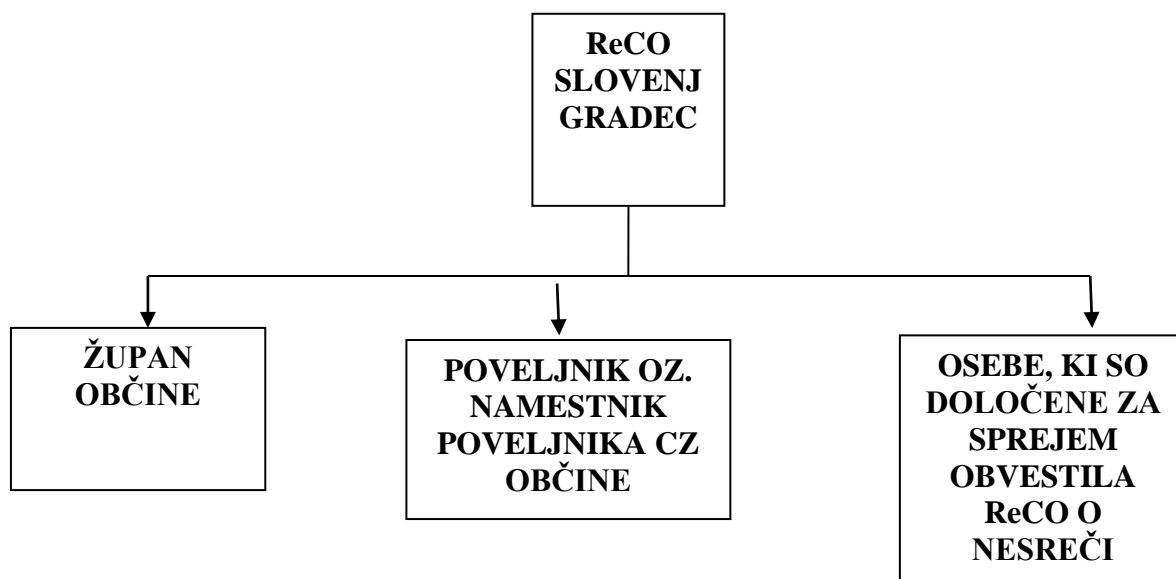 ReCO
SLOVENJ
GRADEC
ŽUPAN
OBČINE
POVELJNIK OZ.
NAMESTNIK
POVELJNIKA CZ
OBČINE
OSEBE, KI SO
DOLOČENE ZA
SPREJEM
OBVESTILA
ReCO O
NESREČI